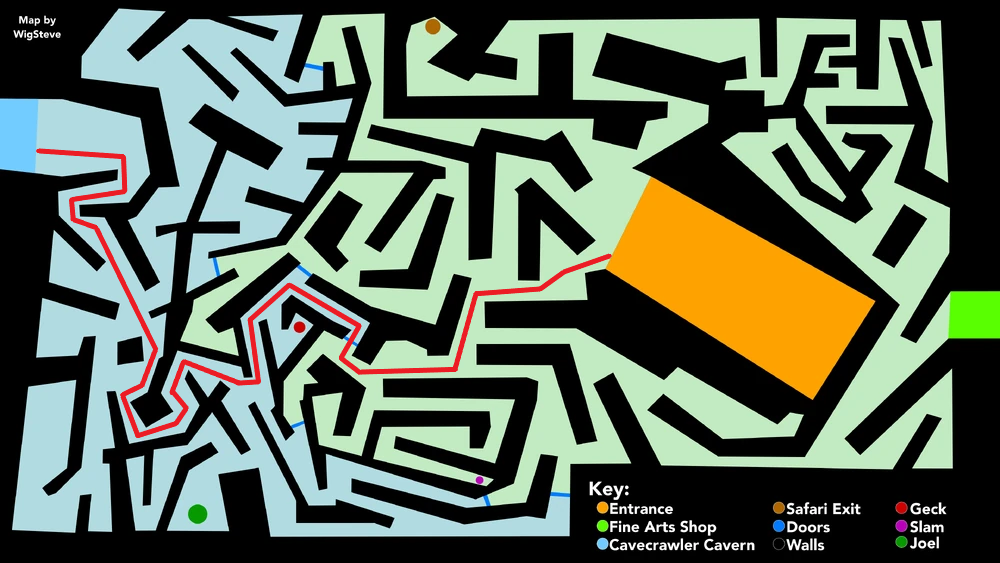 Map by
WigSteve
Key:
Entrance
Fine Arts Shop
Cavecrawler Cavern
Safari Exit
Doors
Walls
Geck
Slam
Joel